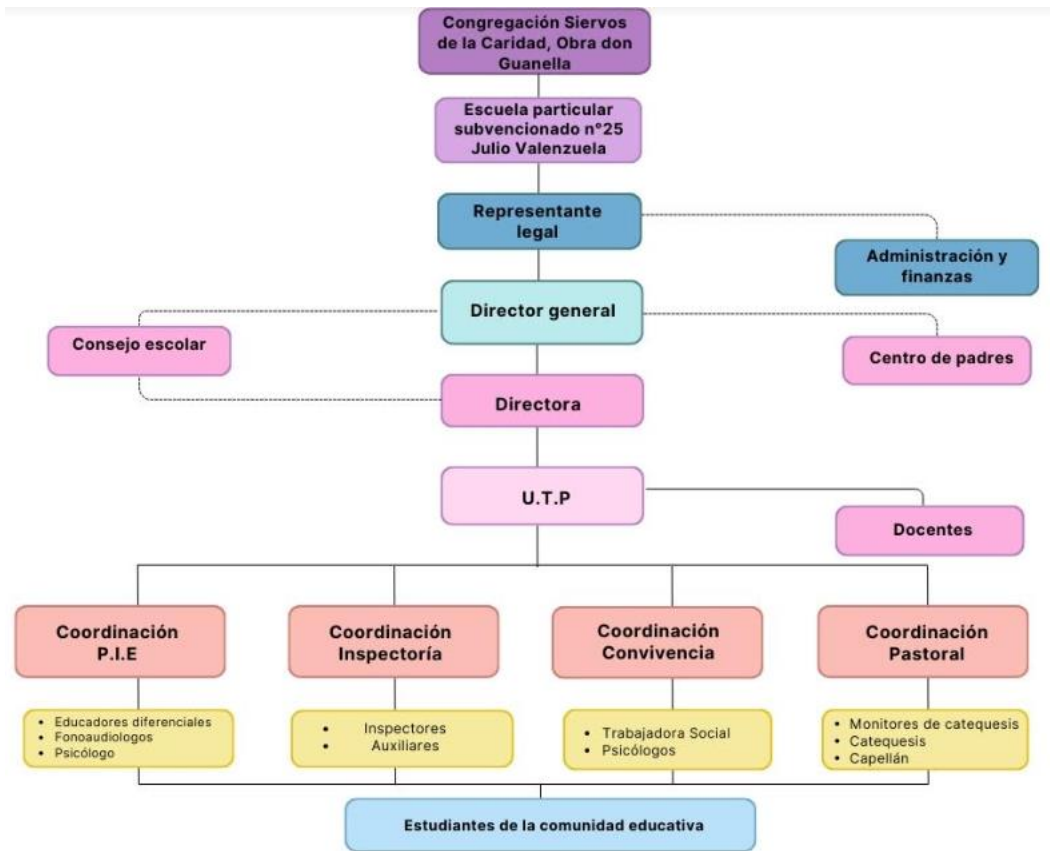 Congregación Siervos
de la Caridad, Obra don
Guanella
Escuela particular
subvencionado n°25
Julio Valenzuela
Representante
legal
Administración y
finanzas
Director general
Consejo escolar
Centro de padres
Directora
U.T.P
Docentes
Coordinación
P.I.E
Coordinación
Inspectoría
Coordinación
Convivencia
Coordinación
Pastoral
• Educadores diferenciales
• Fonoaudiologos
• Psicólogo
• Inspectores
• Auxiliares
• Trabajadora Social
• Psicólogos
• Monitores de catequesis
• Catequesis
• Capellán
Estudiantes de la comunidad educativa